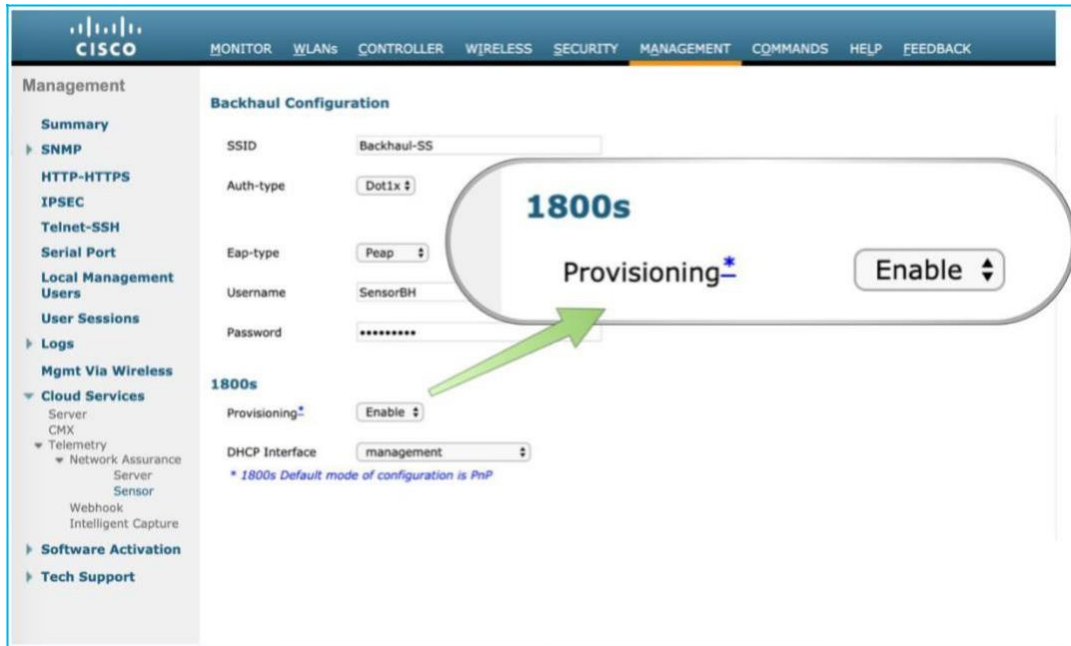 CISCO
MONITOR WLANs CONTROLLER WIRELESS SECURITY MANAGEMENT COMMANDS HELP FEEDBACK
Management
Summary
SNMP
HTTP-HTTPS
IPSEC
Telnet-SSH
Serial Port
Local Management
Users
User Sessions
Logs
Mgmt Via Wireless
Cloud Services
Server
CMX
Telemetry
Network Assurance
Server
Sensor
Webhook
Intelligent Capture
Software Activation
Tech Support
Backhaul Configuration
SSID Backhaul-SS
Auth-type Dot1x
Eap-type Peap
Username SensorBH
Password •••••••••
1800s
Provisioning* Enable
DHCP Interface management
* 1800s Default mode of configuration is PnP
1800s
Provisioning* Enable